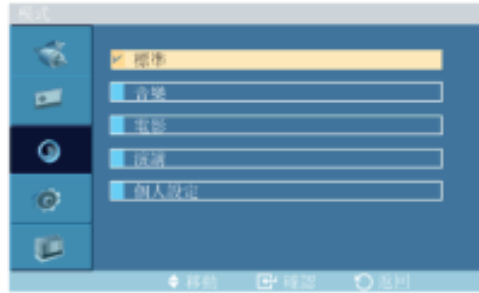 模式
標準
音樂
電影
演講
個人設定
移動 確認 返回